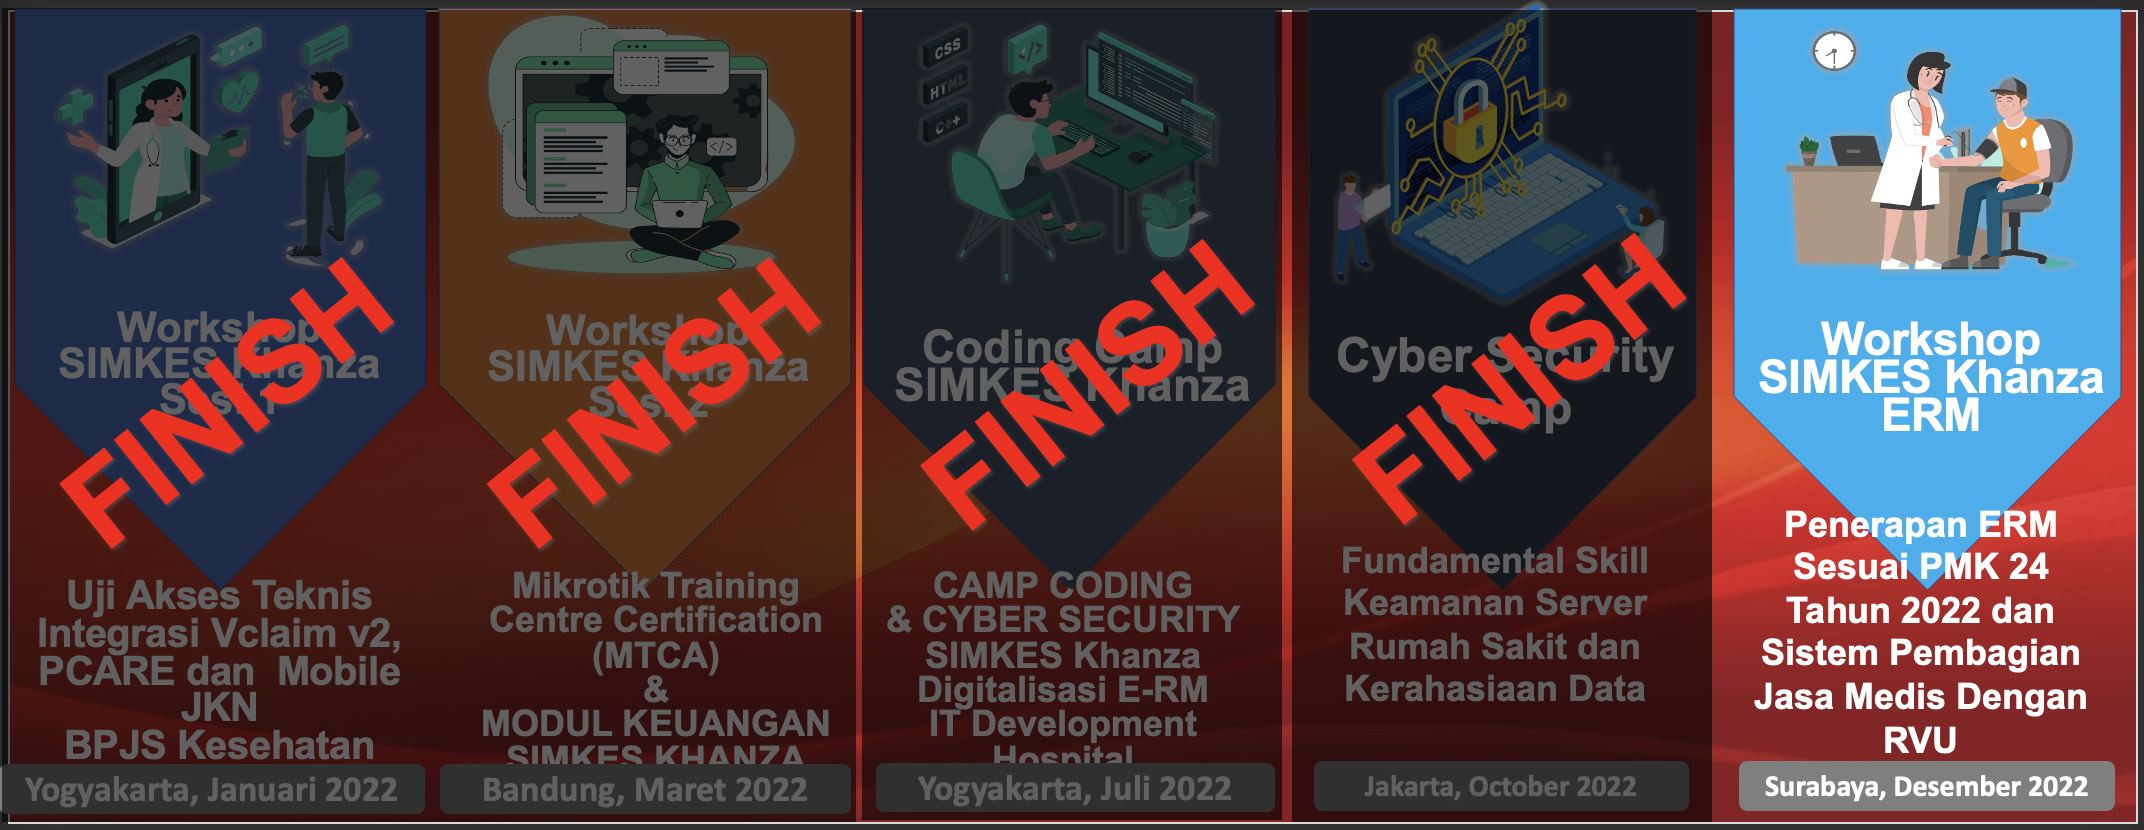 CSS
HTML
C++
</>
</>
Workshop
SIMKES Khanza
Sesi 1
FINISH
Uji Akses Teknis
Integrasi Vclaim v2,
PCARE dan Mobile
JKN
BPJS Kesehatan
Yogyakarta, Januari 2022
Workshop
SIMKES Khanza
Sesi 2
FINISH
Mikrotik Training
Centre Certification
(MTCA)
&
MODUL KEUANGAN
SIMKES KHANZA
Bandung, Maret 2022
Coding Camp
SIMKES Khanza
FINISH
CAMP CODING
& CYBER SECURITY
SIMKES Khanza
Digitalisasi E-RM
IT Development
Hospital
Yogyakarta, Juli 2022
Cyber Security
Camp
FINISH
Fundamental Skill
Keamanan Server
Rumah Sakit dan
Kerahasiaan Data
Jakarta, October 2022
Workshop
SIMKES Khanza
ERM
Penerapan ERM
Sesuai PMK 24
Tahun 2022 dan
Sistem Pembagian
Jasa Medis Dengan
RVU
Surabaya, Desember 2022